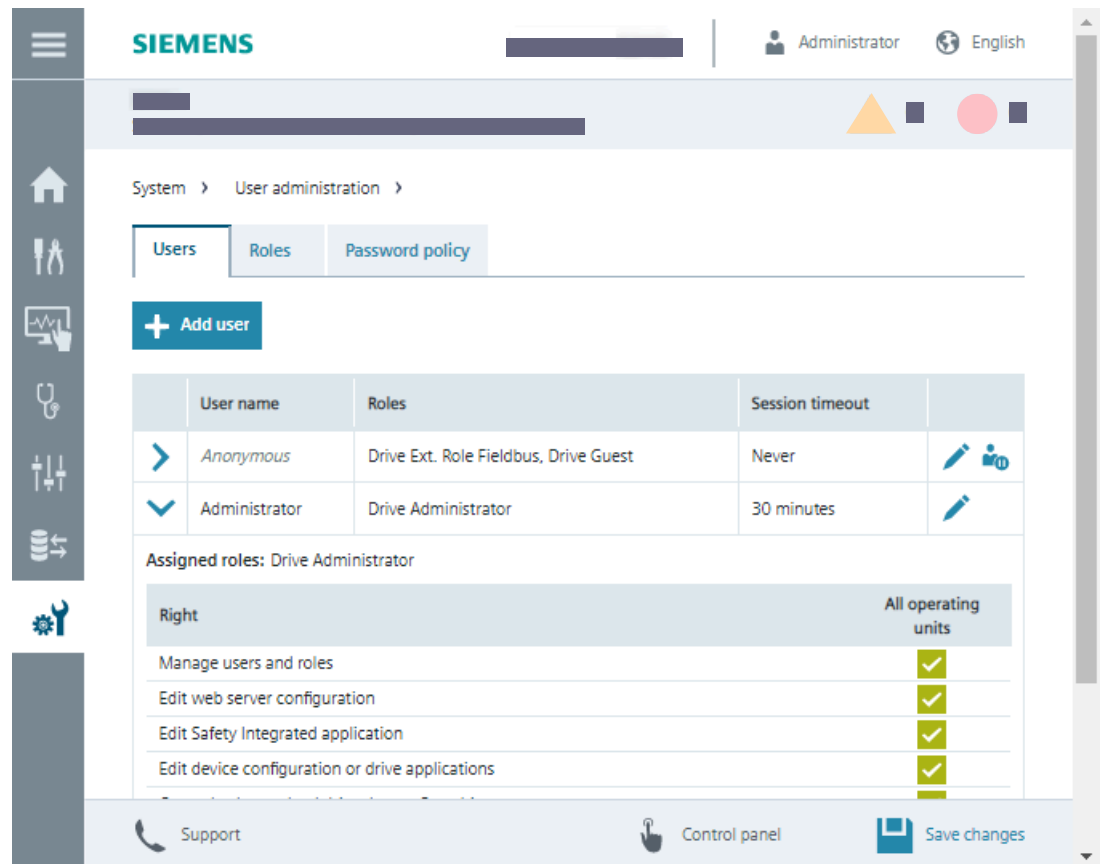 SIEMENS
Administrator
English
System
User administration
Users
Roles
Password policy
Add user
User name
Roles
Session timeout
Anonymous
Drive Ext. Role Fieldbus, Drive Guest
Never
Administrator
Drive Administrator
30 minutes
Assigned roles: Drive Administrator
Right
All operating
units
Manage users and roles
Edit web server configuration
Edit Safety Integrated application
Edit device configuration or drive applications
Support
Control panel
Save changes